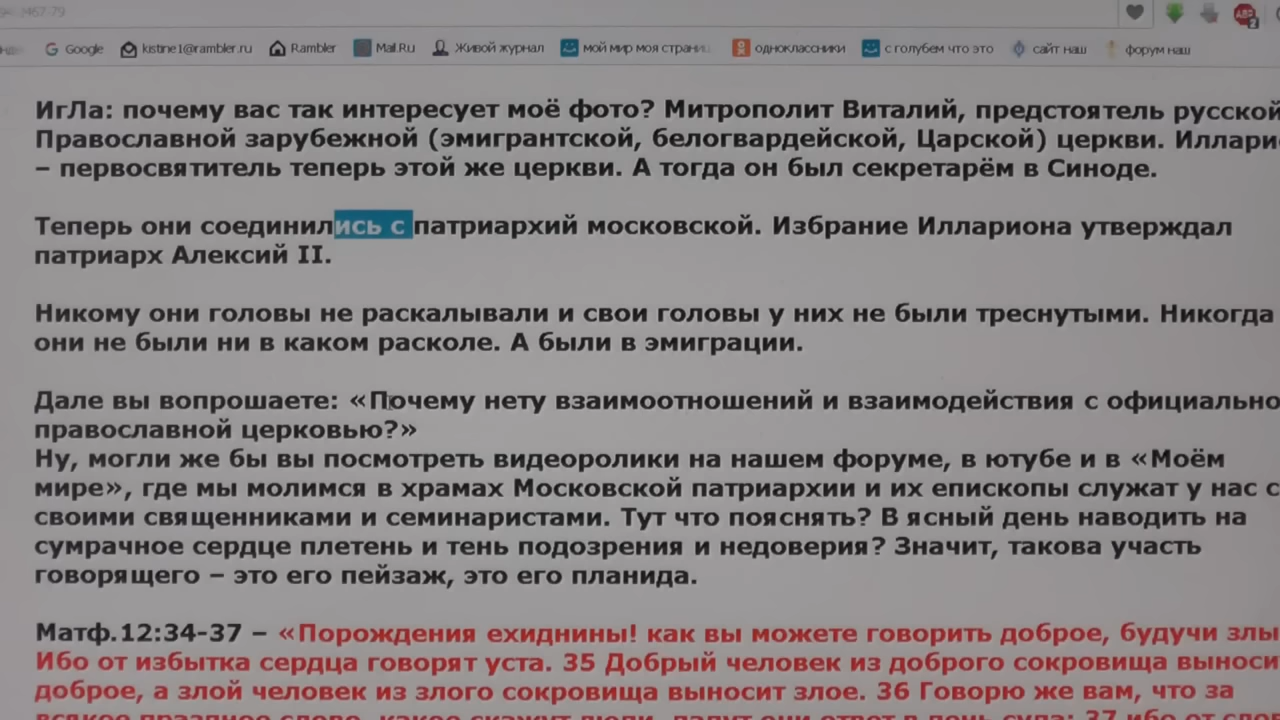 Google kistine1@rambler.ru Rambler Mail.Ru Живой журнал мой мир моя страниц одноклассники с голубем что это сайт наш форум наш
ИгЛа: почему вас так интересует моё фото? Митрополит Виталий, предстоятель русской
Православной зарубежной (эмигрантской, белогвардейской, Царской) церкви. Иллари
– первосвятитель теперь этой же церкви. А тогда он был секретарём в Синоде.
Теперь они соединились с патриархий московской. Избрание Иллариона утверждал
патриарх Алексий II.
Никому они головы не раскалывали и свои головы у них не были треснутыми. Никогда
они не были ни в каком расколе. А были в эмиграции.
Дале вы вопрошаете: «Почему нету взаимоотношений и взаимодействия с официально
православной церковью?»
Ну, могли же бы вы посмотреть видеоролики на нашем форуме, в ютубе и в «Моём
мире», где мы молимся в храмах Московской патриархии и их епископы служат у нас с
своими священниками и семинаристами. Тут что пояснять? В ясный день наводить на
сумрачное сердце плетень и тень подозрения и недоверия? Значит, такова участь
говорящего – это его пейзаж, это его планида.
Матф.12:34-37 – «Порождения ехиднины! как вы можете говорить доброе, будучи злы
Ибо от избытка сердца говорят уста. 35 Добрый человек из доброго сокровища выноси
доброе, а злой человек из злого сокровища выносит злое. 36 Говорю же вам, что за